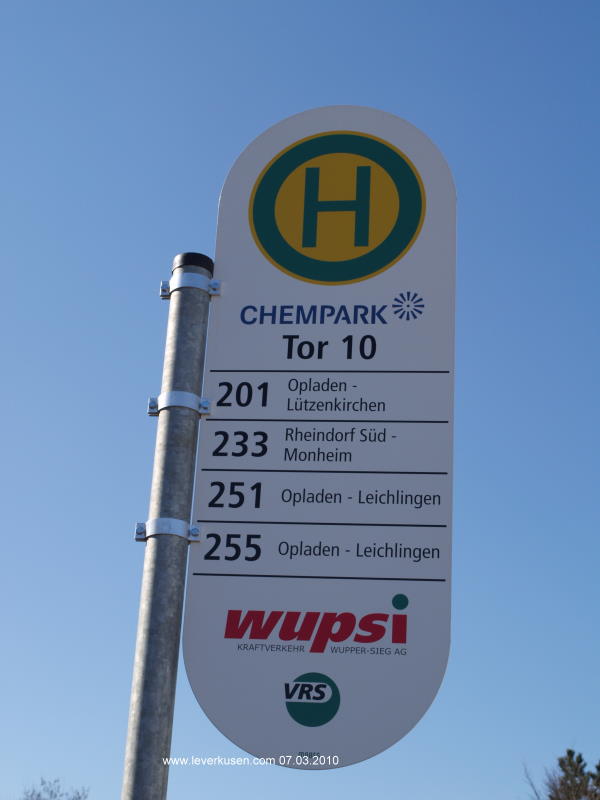 H
CHEMPARK
Tor 10
201 Opladen -
Lützenkirchen
233 Rheindorf Süd -
Monheim
251 Opladen - Leichlingen
255 Opladen - Leichlingen
wupsi
KRAFTVERKEHR WUPPER-SIEG AG
VRS
www.leverkusen.com 07.03.2010